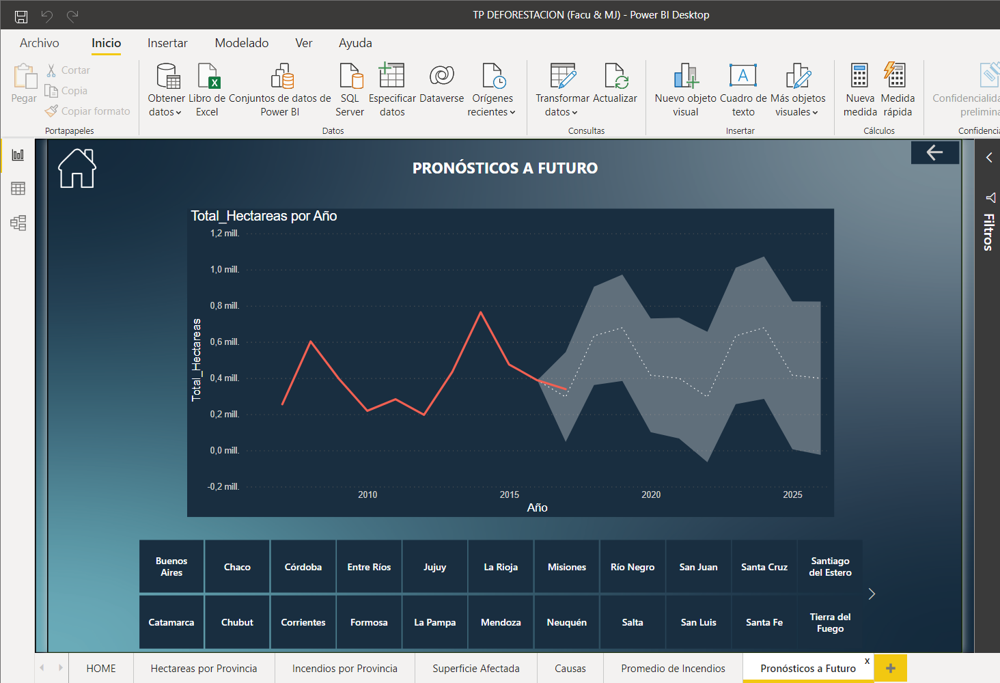 TP DEFORESTACION (Facu & MJ) - Power BI Desktop
Archivo Inicio Insertar Modelado Ver Ayuda
Pegar
Cortar
Copia
Copiar formato
Portapapeles
Obtener datos
Libro de Excel
Conjuntos de datos de Power BI
SQL Server
Especificar datos
Dataverse
Orígenes recientes
Datos
Transformar datos
Actualizar
Consultas
Nuevo objeto visual
Cuadro de texto
Más objetos visuales
Insertar
Nueva medida
Medida rápida
Cálculos
PRONÓSTICOS A FUTURO
Filtros
Total_Hectareas por Año
1,2 mill.
1,0 mill.
0,8 mill.
0,6 mill.
0,4 mill.
0,2 mill.
0,0 mill.
-0,2 mill.
Total_Hectareas
2010 2015 2020 2025
Año
Buenos Aires
Chaco
Córdoba
Entre Ríos
Jujuy
La Rioja
Misiones
Río Negro
San Juan
Santa Cruz
Santiago del Estero
Catamarca
Chubut
Corrientes
Formosa
La Pampa
Mendoza
Neuquén
Salta
San Luis
Santa Fe
Tierra del Fuego
HOME
Hectareas por Provincia
Incendios por Provincia
Superficie Afectada
Causas
Promedio de Incendios
Pronósticos a Futuro
x